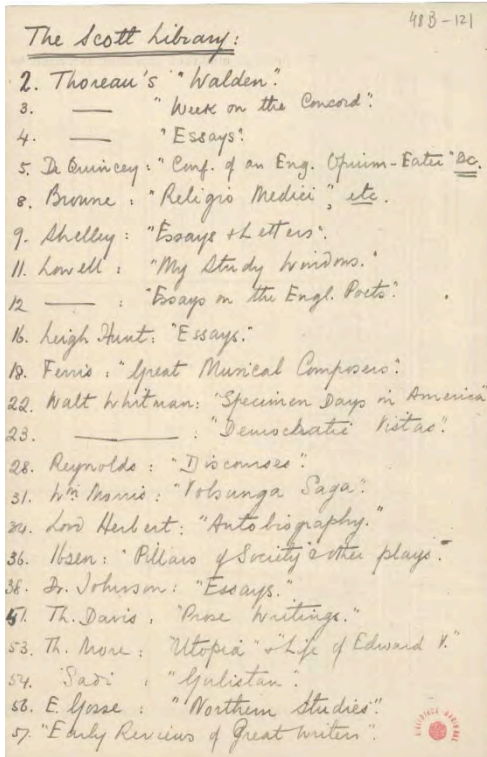 48B-121
The Scott Library:
2. Thoreau's "Walden".
3. — "Week on the Concord".
4. — "Essays".
5. De Quincey: "Conf. of an Eng. Opium-Eater" &c.
8. Browne: "Religio Medici", etc.
9. Shelley: "Essays & Letters".
11. Lowell: "My Study Windows."
12 — : "Essays on the Engl. Poets".
16. Leigh Hunt: "Essays."
18. Ferris: "Great Musical Composers".
22. Walt Whitman: "Specimen Days in America"
23. — : "Democratic Vistas".
28. Reynolds: "Discourses".
31. Wm Morris: "Volsunga Saga".
34. Lord Herbert: "Autobiography."
36. Ibsen: "Pillars of Society" & other plays.
38. Dr. Johnson: "Essays."
51. Th. Davis: "Prose Writings."
53. Th. More: "Utopia" & "Life of Edward V."
54. Sadi: "Gulistan".
56. E. Gosse: "Northern Studies".
57. "Early Reviews of Great Writers".